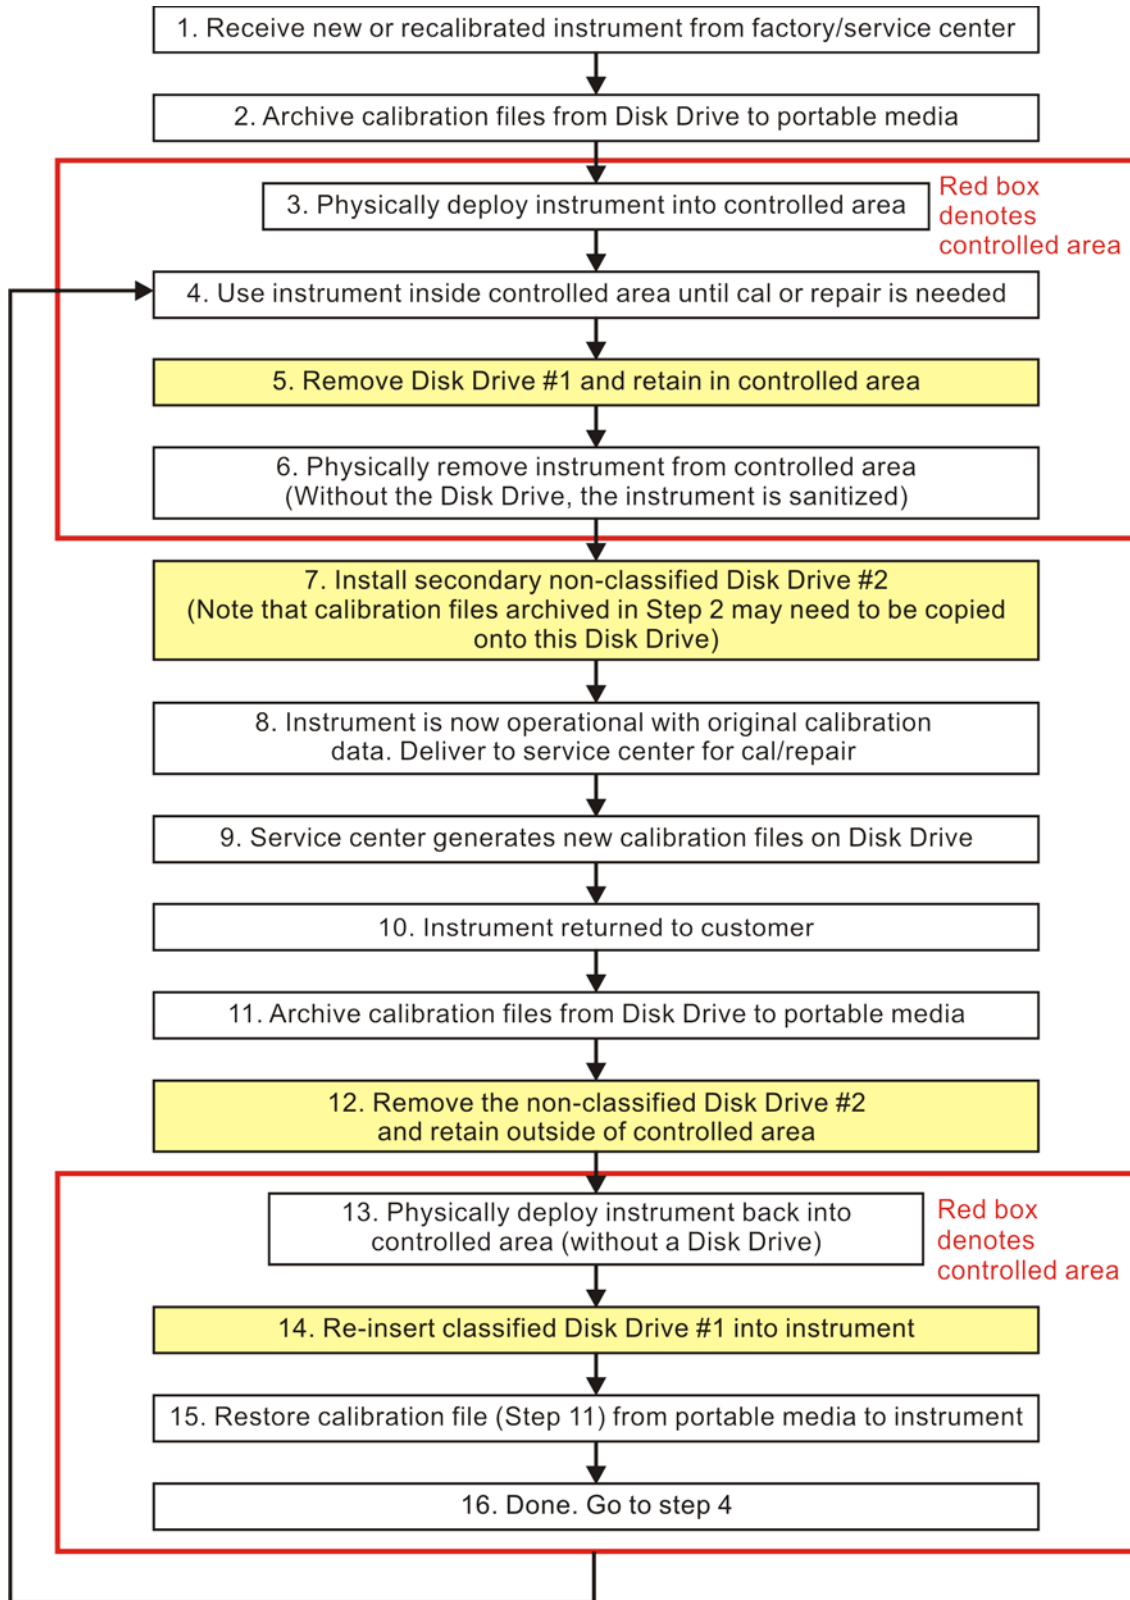 1. Receive new or recalibrated instrument from factory/service center
2. Archive calibration files from Disk Drive to portable media
Red box
denotes
controlled area
3. Physically deploy instrument into controlled area
4. Use instrument inside controlled area until cal or repair is needed
5. Remove Disk Drive #1 and retain in controlled area
6. Physically remove instrument from controlled area
(Without the Disk Drive, the instrument is sanitized)
7. Install secondary non-classified Disk Drive #2
(Note that calibration files archived in Step 2 may need to be copied
onto this Disk Drive)
8. Instrument is now operational with original calibration
data. Deliver to service center for cal/repair
9. Service center generates new calibration files on Disk Drive
10. Instrument returned to customer
11. Archive calibration files from Disk Drive to portable media
12. Remove the non-classified Disk Drive #2
and retain outside of controlled area
13. Physically deploy instrument back into
controlled area (without a Disk Drive)
Red box
denotes
controlled area
14. Re-insert classified Disk Drive #1 into instrument
15. Restore calibration file (Step 11) from portable media to instrument
16. Done. Go to step 4